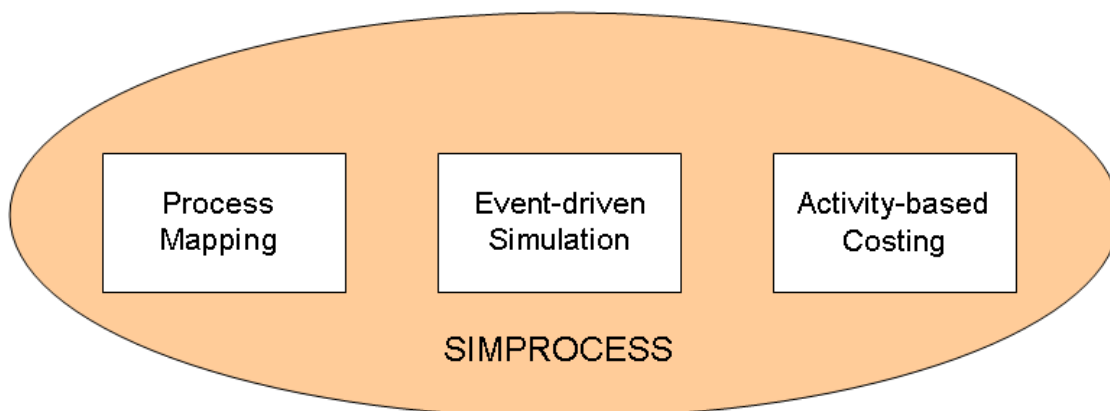 Process
Mapping
Event-driven
Simulation
Activity-based
Costing
SIMPROCESS